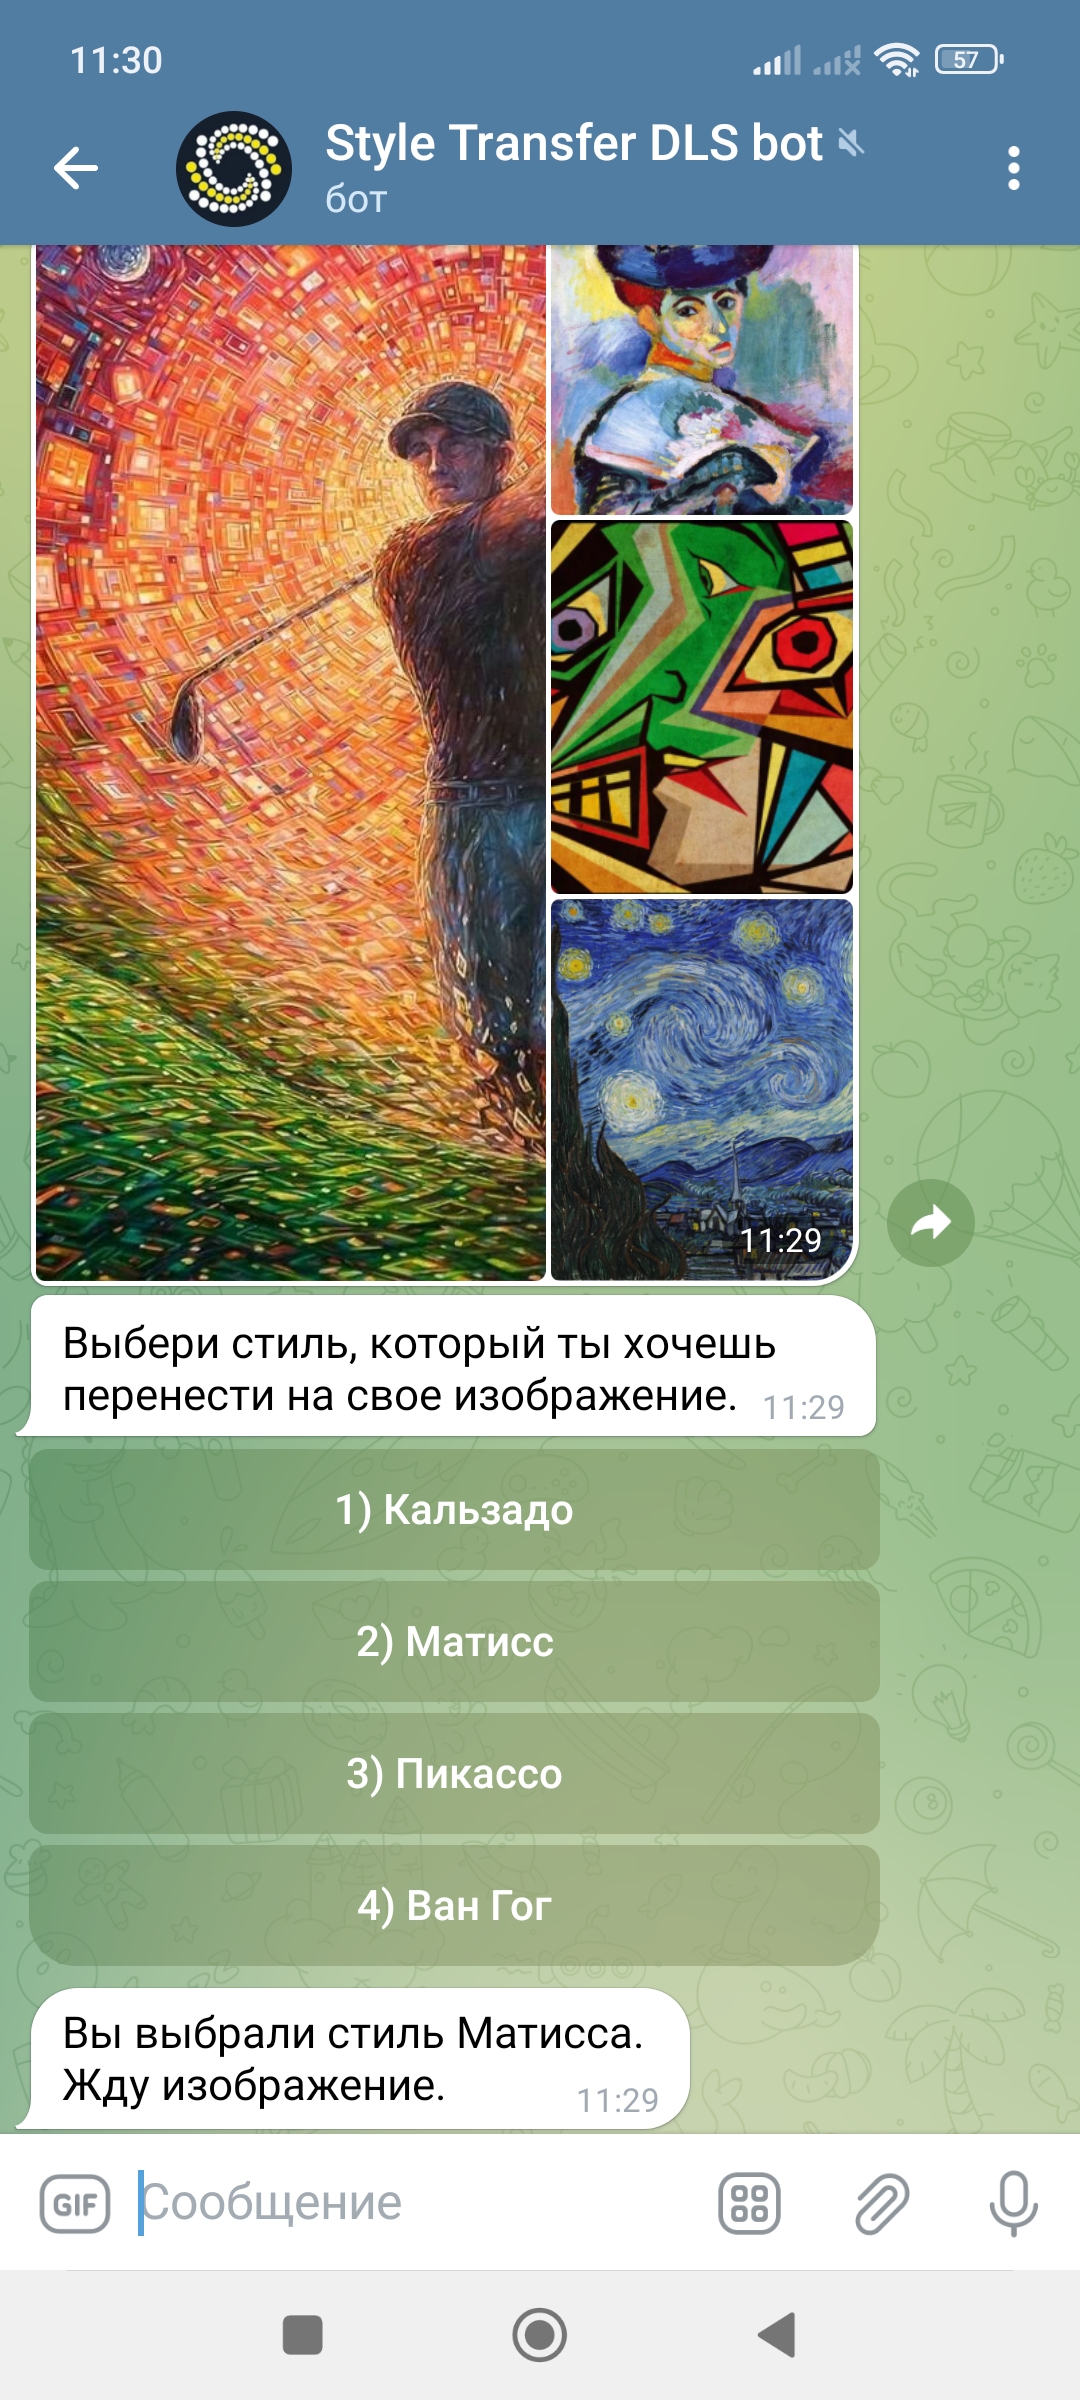 11:30
57
Style Transfer DLS bot
бот
11:29
Выбери стиль, который ты хочешь
перенести на свое изображение. 11:29
1) Кальзадо
2) Матисс
3) Пикассо
4) Ван Гог
Вы выбрали стиль Матисса.
Жду изображение. 11:29
GIF Сообщение